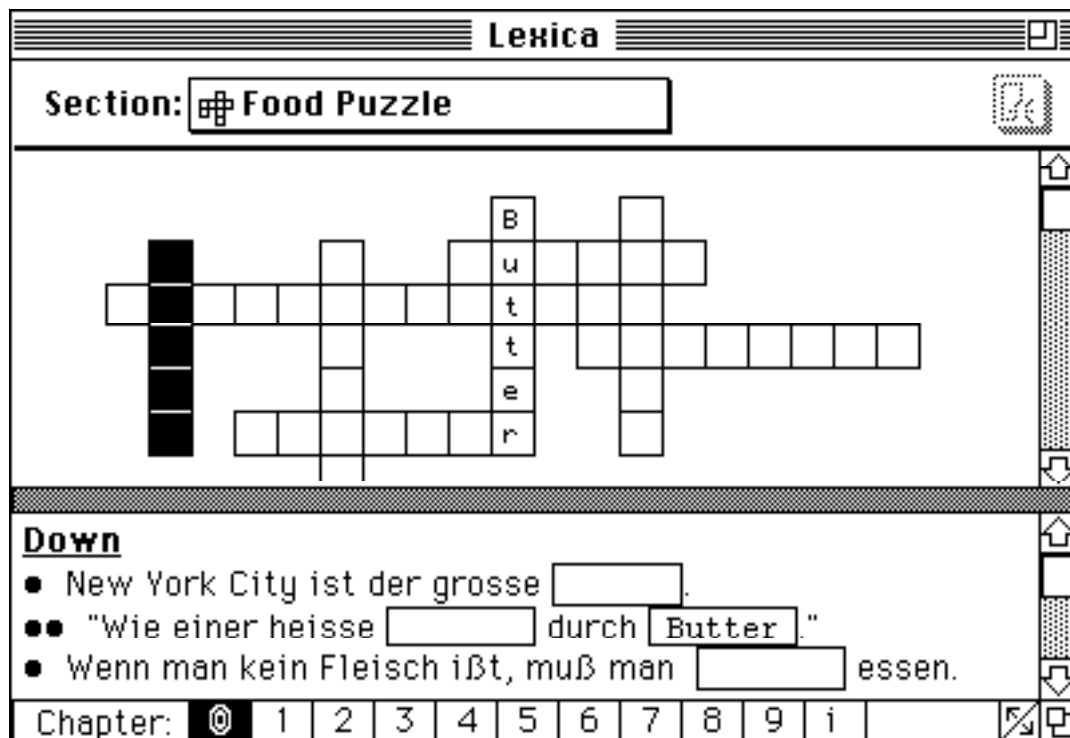 Lexica
Section: Food Puzzle
B
u
t
t
e
r
Down
• New York City ist der grosse .
•• "Wie einer heisse durch Butter ."
• Wenn man kein Fleisch ißt, muß man essen.
Chapter: 0 1 2 3 4 5 6 7 8 9 i